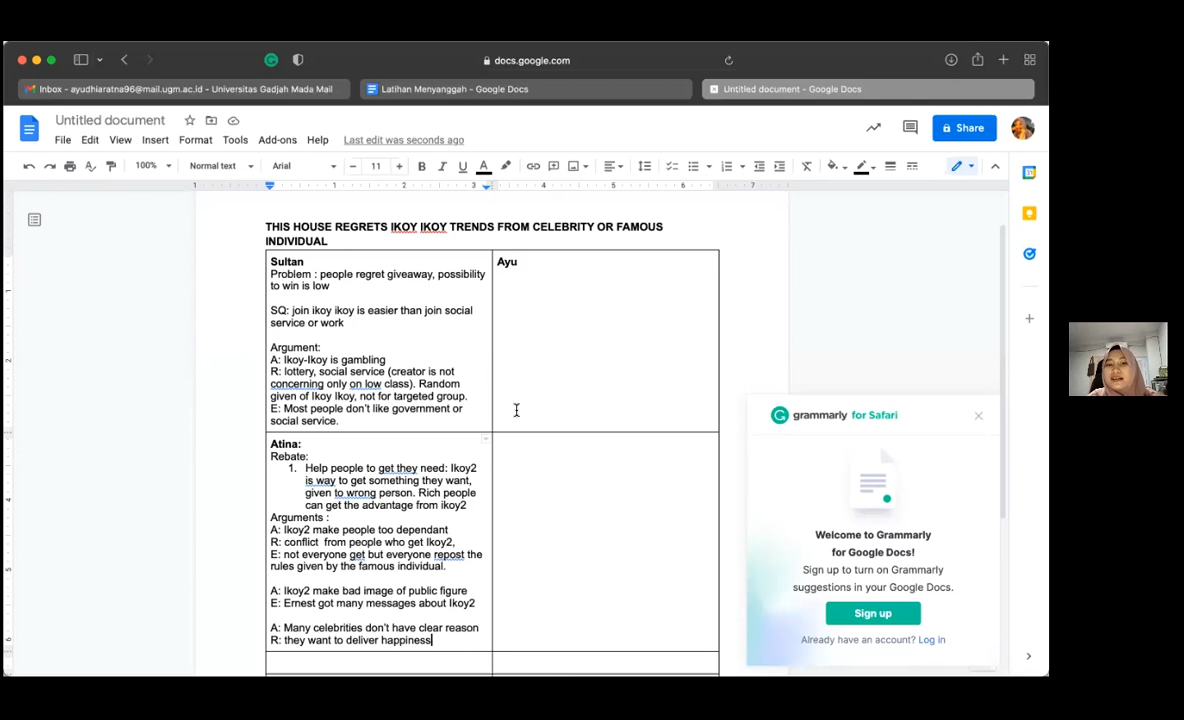 docs.google.com
Inbox - ayudhiaratna96@mail.ugm.ac.id - Universitas Gadjah Mada Mail
Latihan Menyanggah - Google Docs
Untitled document - Google Docs
Untitled document
File Edit View Insert Format Tools Add-ons Help Last edit was seconds ago
Share
100% Normal text Arial 11
1 1 2 3 4 5 6 7
THIS HOUSE REGRETS IKOY IKOY TRENDS FROM CELEBRITY OR FAMOUS
INDIVIDUAL
Sultan
Problem : people regret giveaway, possibility
to win is low
SQ: join ikoy ikoy is easier than join social
service or work
Argument:
A: Ikoy-Ikoy is gambling
R: lottery, social service (creator is not
concerning only on low class). Random
given of Ikoy Ikoy, not for targeted group.
E: Most people don't like government or
social service.
Ayu
Atina:
Rebate:
1. Help people to get they need: Ikoy2
is way to get something they want,
given to wrong person. Rich people
can get the advantage from ikoy2
Arguments :
A: Ikoy2 make people too dependant
R: conflict from people who get Ikoy2,
E: not everyone get but everyone repost the
rules given by the famous individual.
A: Ikoy2 make bad image of public figure
E: Ernest got many messages about Ikoy2
A: Many celebrities don't have clear reason
R: they want to deliver happiness
grammarly for Safari
Welcome to Grammarly
for Google Docs!
Sign up to turn on Grammarly
suggestions in your Google Docs.
Sign up
Already have an account? Log in